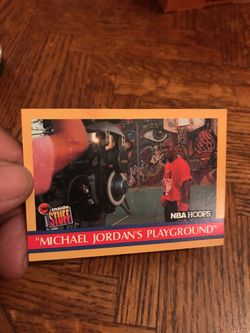 inside
STUFF
NBA HOOPS
"MICHAEL JORDAN'S PLAYGROUND"